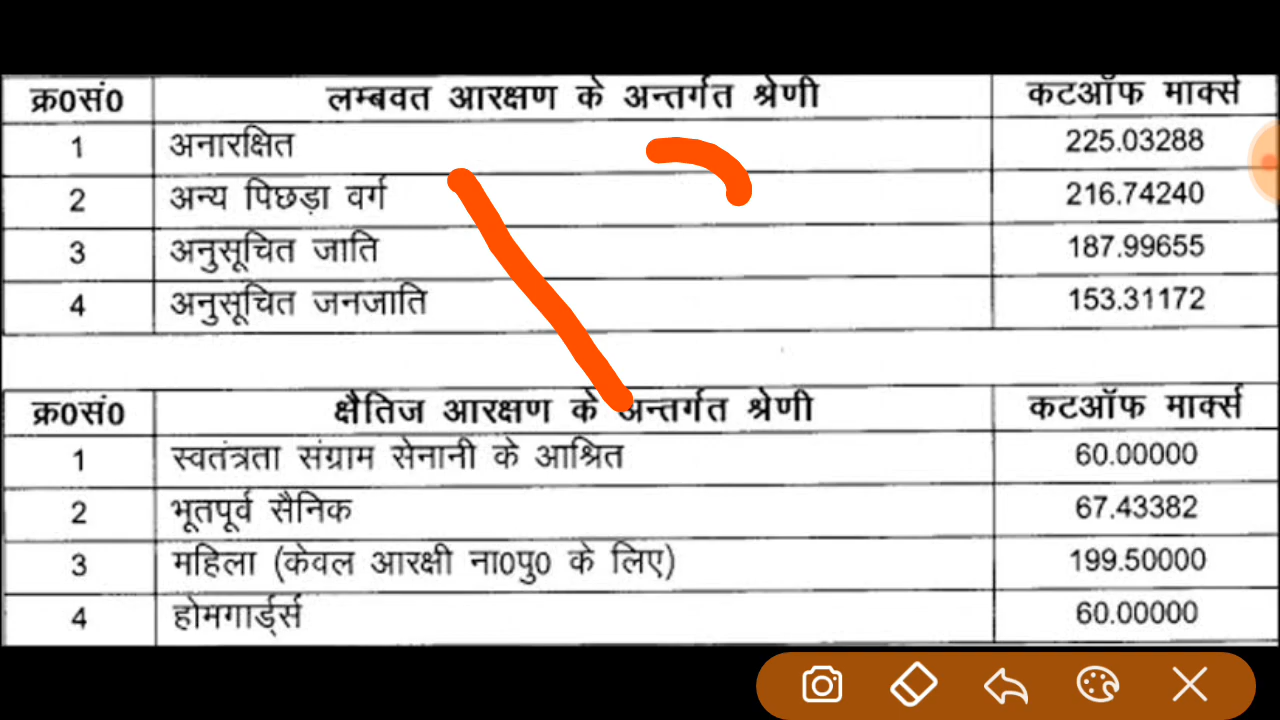 क्र0सं0 लम्बवत आरक्षण के अन्तर्गत श्रेणी कटऑफ मार्क्स
1 अनारक्षित 225.03288
2 अन्य पिछड़ा वर्ग 216.74240
3 अनुसूचित जाति 187.99655
4 अनुसूचित जनजाति 153.31172
क्र0सं0 क्षैतिज आरक्षण के अन्तर्गत श्रेणी कटऑफ मार्क्स
1 स्वतंत्रता संग्राम सेनानी के आश्रित 60.00000
2 भूतपूर्व सैनिक 67.43382
3 महिला (केवल आरक्षी ना0पु0 के लिए) 199.50000
4 होमगार्ड्स 60.00000